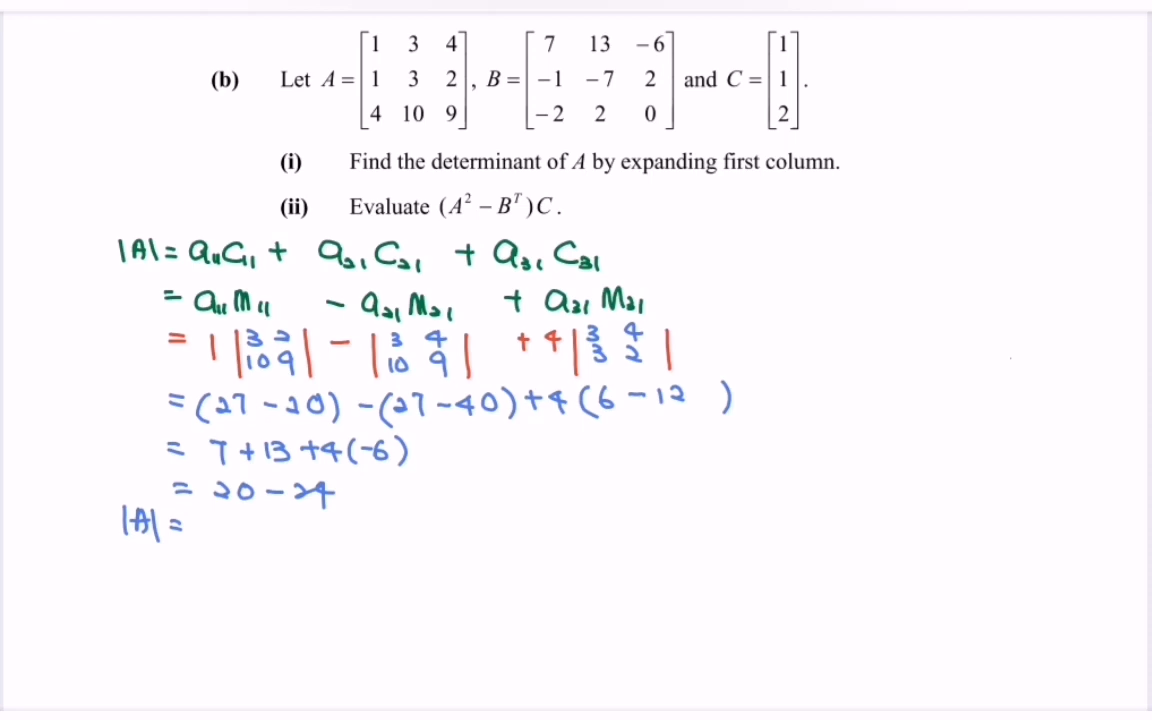 (b) Let A = [1 3 4; 1 3 2; 4 10 9], B = [7 13 -6; -1 -7 2; -2 2 0] and C = [1; 1; 2].
(i) Find the determinant of A by expanding first column.
(ii) Evaluate (A² − Bᵀ)C.
|A| = a₁₁C₁₁ + a₂₁C₂₁ + a₃₁C₃₁
= a₁₁M₁₁ − a₂₁M₂₁ + a₃₁M₃₁
= 1|3 2; 10 9| − |3 4; 10 9| + 4|3 4; 3 2|
= (27 − 20) − (27 − 40) + 4(6 − 12 )
= 7 + 13 + 4(−6)
= 20 − 24
|A| =